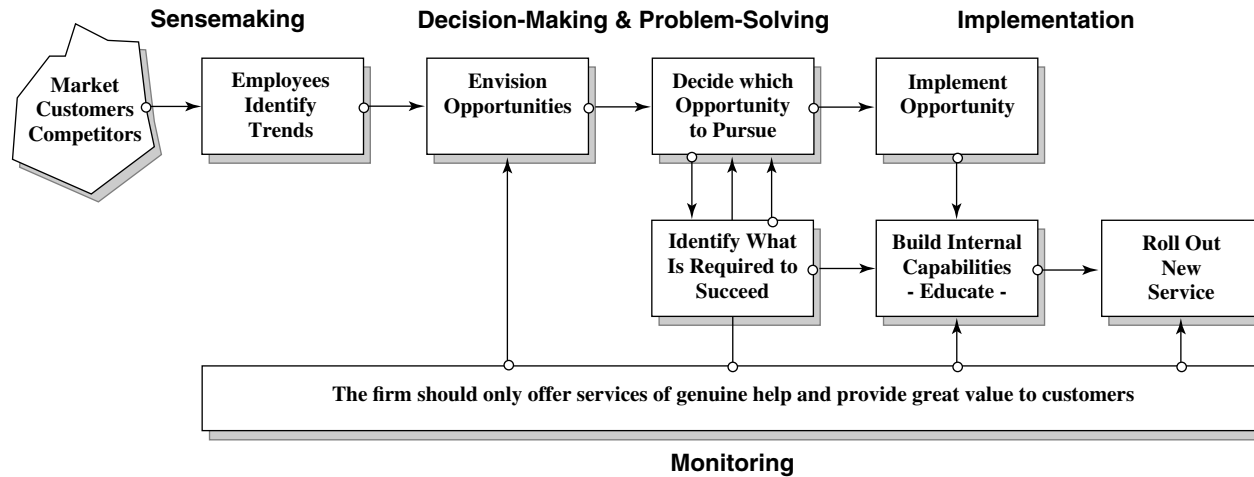 Sensemaking
Decision-Making & Problem-Solving
Implementation
Market
Customers
Competitors
Employees
Identify
Trends
Envision
Opportunities
Decide which
Opportunity
to Pursue
Implement
Opportunity
Identify What
Is Required to
Succeed
Build Internal
Capabilities
- Educate -
Roll Out
New
Service
The firm should only offer services of genuine help and provide great value to customers
Monitoring